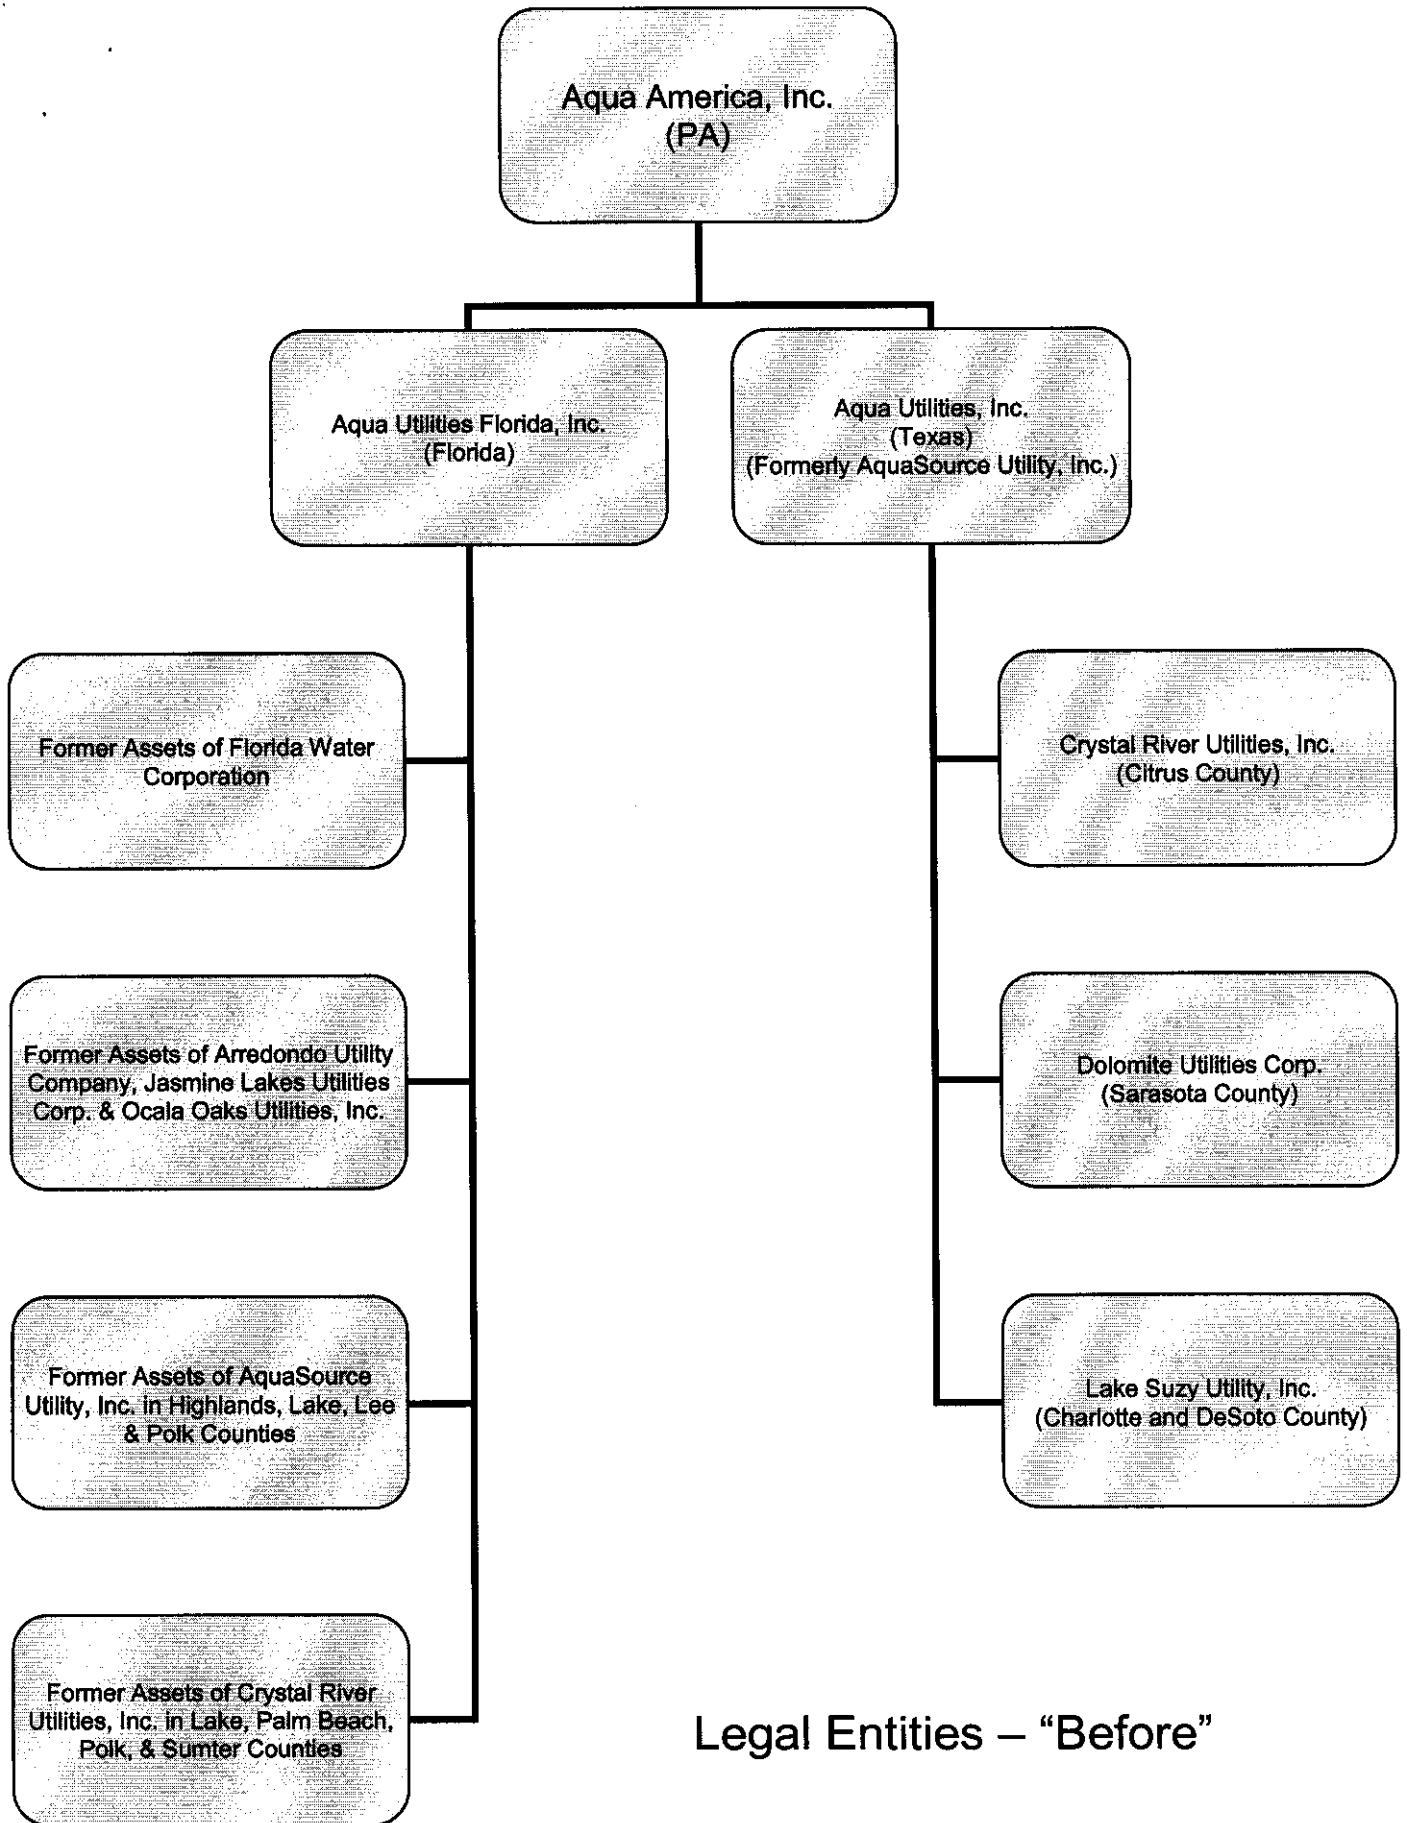 Aqua America, Inc.
(PA)
Aqua Utilities Florida, Inc.
(Florida)
Aqua Utilities, Inc.
(Texas)
(Formerly AquaSource Utility, Inc.)
Former Assets of Florida Water
Corporation
Crystal River Utilities, Inc.
(Citrus County)
Former Assets of Arredondo Utility
Company, Jasmine Lakes Utilities
Corp. & Ocala Oaks Utilities, Inc.
Dolomite Utilities Corp.
(Sarasota County)
Former Assets of AquaSource
Utility, Inc. in Highlands, Lake, Lee
& Polk Counties
Lake Suzy Utility, Inc.
(Charlotte and DeSoto County)
Former Assets of Crystal River
Utilities, Inc. in Lake, Palm Beach,
Polk, & Sumter Counties
Legal Entities – “Before”